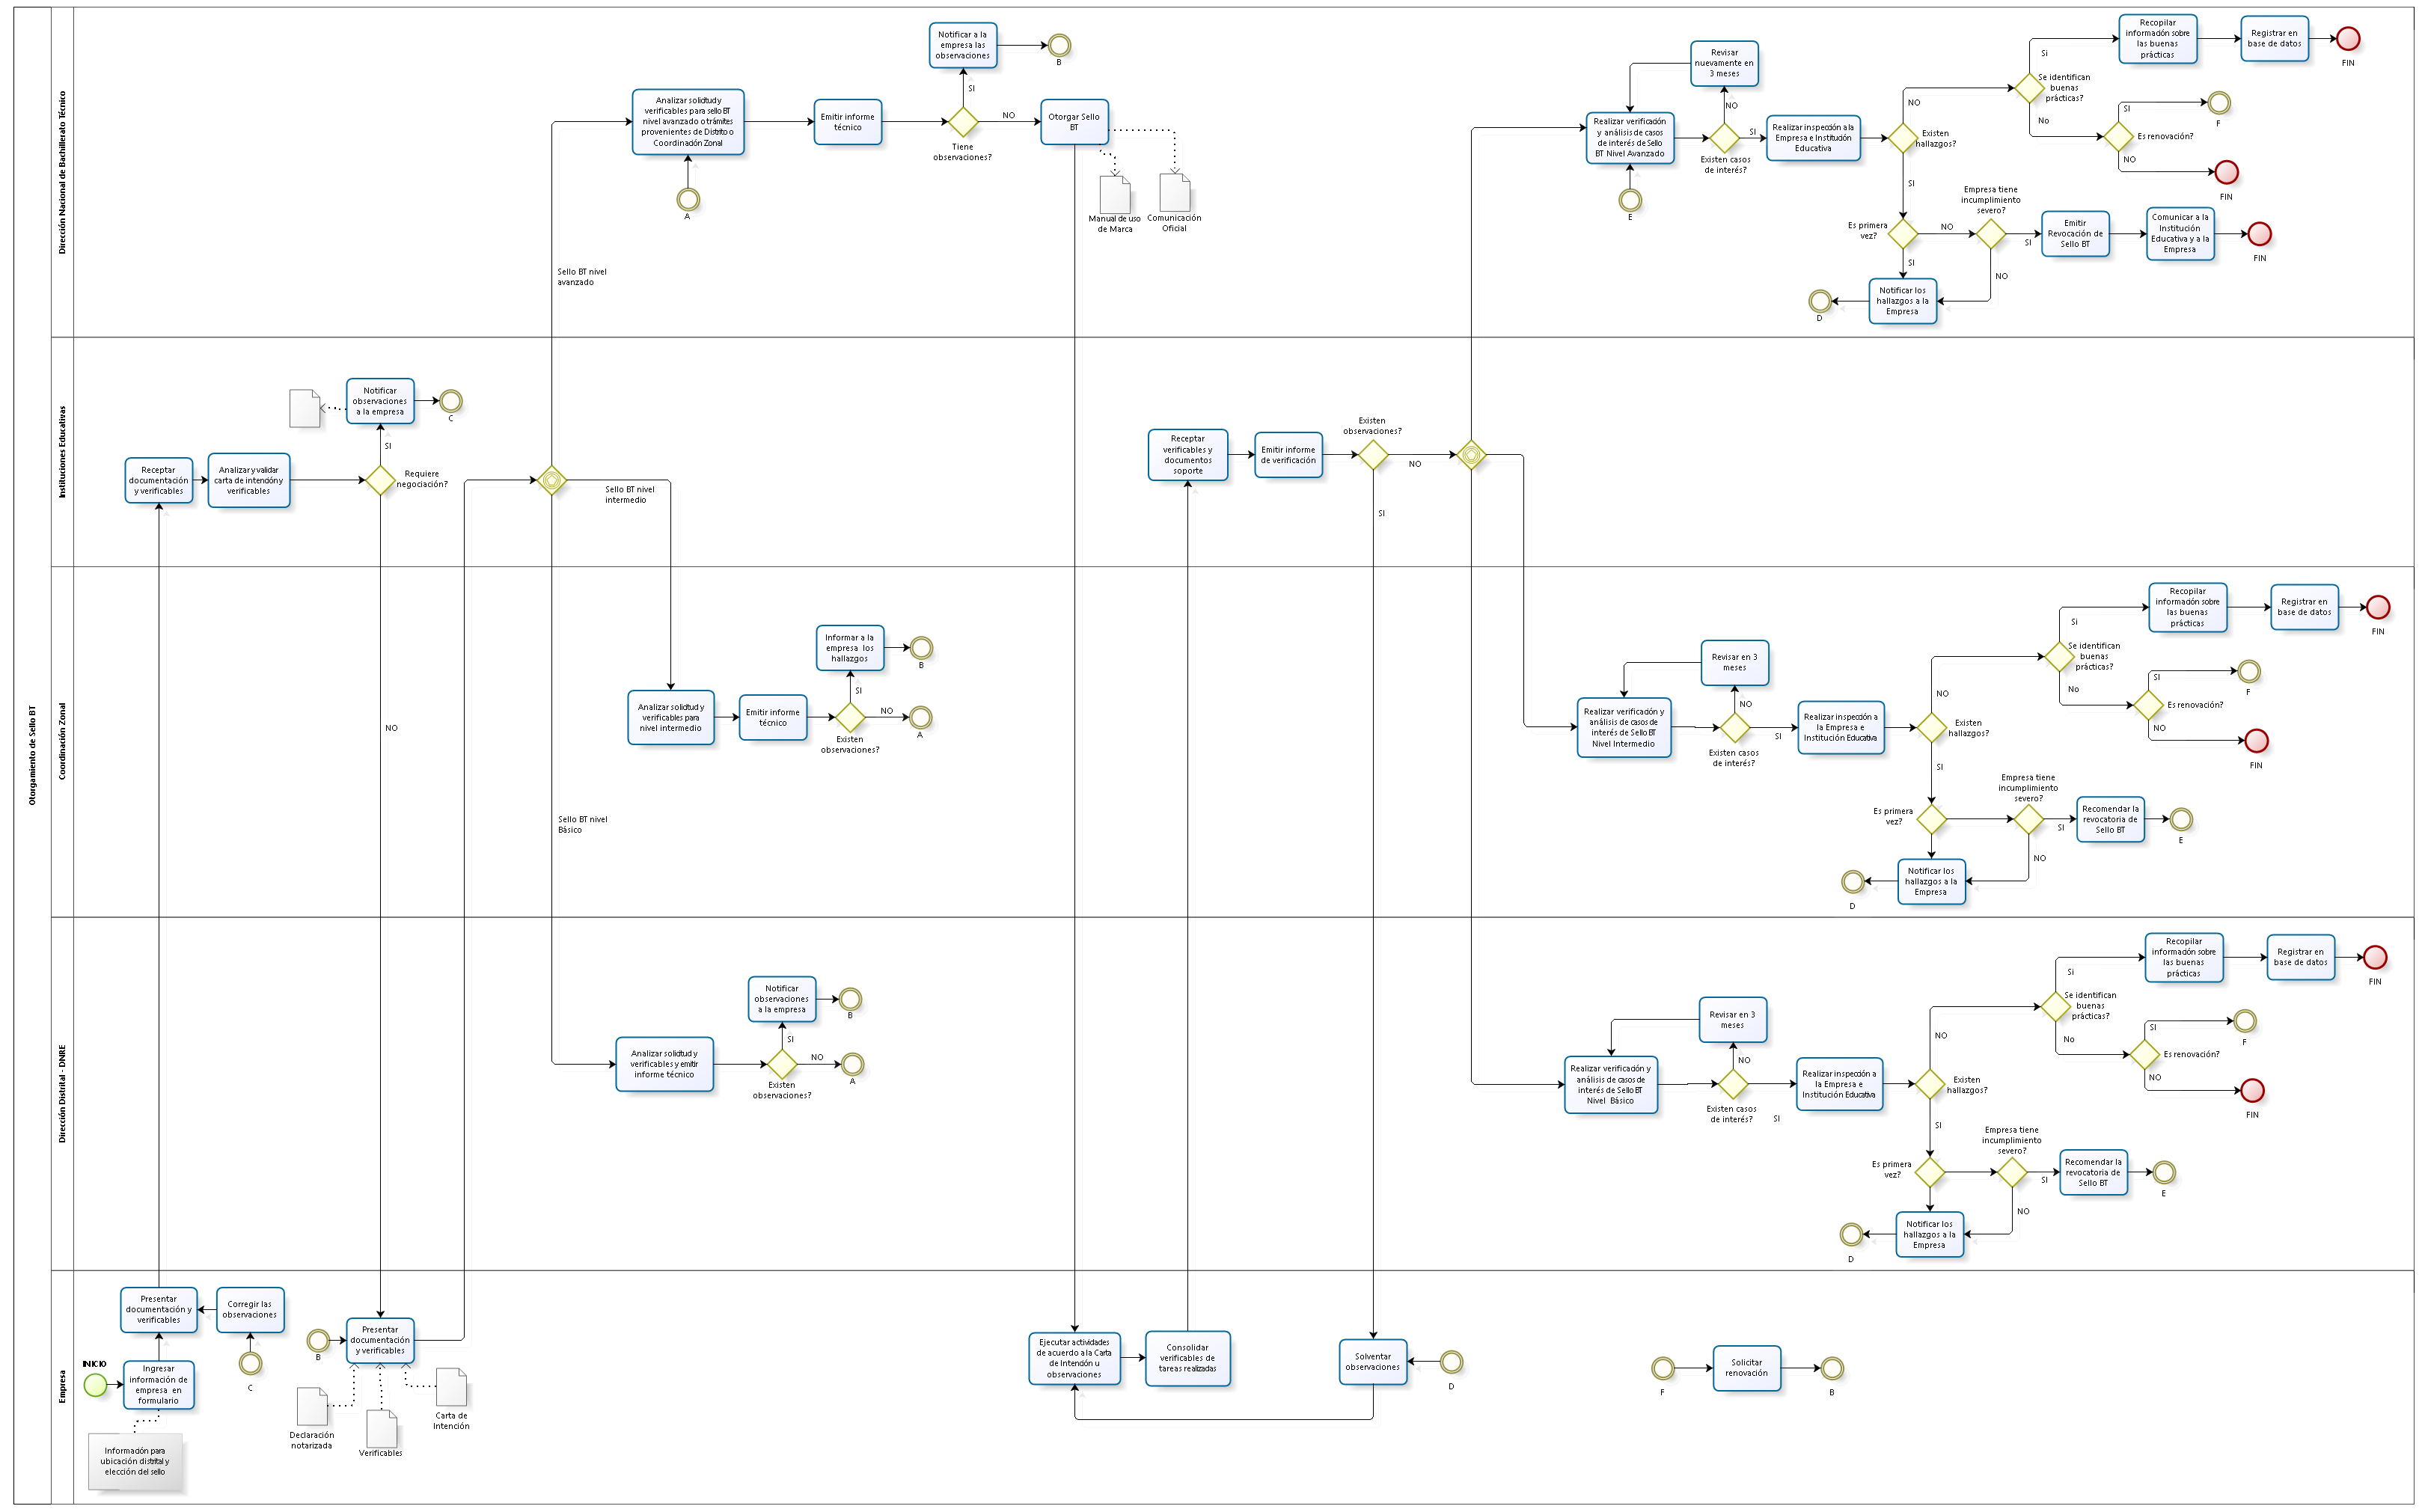 Otorgamiento de Sello BT
Dirección Nacional de Bachillerato Técnico
Notificar a la
empresa las
observaciones
B
SI
Analizar solicitud y
verificables para sello BT
nivel avanzado o trámites
provenientes de Distrito o
Coordinación Zonal
A
Emitir informe
técnico
Tiene
observaciones?
NO
Otorgar Sello
BT
Manual de uso
de Marca
Comunicación
Oficial
Sello BT nivel
avanzado
Revisar
nuevamente en
3 meses
NO
Realizar verificación
y análisis de casos
de interés de Sello
BT Nivel Avanzado
E
Existen casos
de interés?
SI
Realizar inspección a la
Empresa e Institución
Educativa
Existen
hallazgos?
NO
SI
Se identifican
buenas
prácticas?
Si
No
Recopilar
información sobre
las buenas
prácticas
Registrar en
base de datos
FIN
Es renovación?
SI
F
NO
FIN
Es primera
vez?
NO
SI
Empresa tiene
incumplimiento
severo?
SI
NO
Emitir
Revocación de
Sello BT
Comunicar a la
Institución
Educativa y a la
Empresa
FIN
Notificar los
hallazgos a la
Empresa
D
Instituciones Educativas
Receptar
documentación
y verificables
Analizar y validar
carta de intención y
verificables
Notificar
observaciones
a la empresa
C
SI
Requiere
negociación?
NO
Sello BT nivel
intermedio
Receptar
verificables y
documentos
soporte
Emitir informe
de verificación
Existen
observaciones?
NO
SI
Coordinación Zonal
Informar a la
empresa los
hallazgos
B
SI
Analizar solicitud y
verificables para
nivel intermedio
Emitir informe
técnico
Existen
observaciones?
NO
A
Sello BT nivel
Básico
Revisar en 3
meses
NO
Realizar verificación y
análisis de casos de
interés de Sello BT
Nivel Intermedio
Existen casos
de interés?
SI
Realizar inspección a
la Empresa e
Institución Educativa
Existen
hallazgos?
NO
SI
Se identifican
buenas
prácticas?
Si
No
Recopilar
información sobre
las buenas
prácticas
Registrar en
base de datos
FIN
Es renovación?
SI
F
NO
FIN
Es primera
vez?
Empresa tiene
incumplimiento
severo?
SI
NO
Recomendar la
revocatoria de
Sello BT
E
Notificar los
hallazgos a la
Empresa
D
Dirección Distrital - DNRE
Notificar
observaciones
a la empresa
B
SI
Analizar solicitud y
verificables y emitir
informe técnico
Existen
observaciones?
NO
A
Revisar en 3
meses
NO
Realizar verificación y
análisis de casos de
interés de Sello BT
Nivel Básico
Existen casos
de interés?
SI
Realizar inspección a
la Empresa e
Institución Educativa
Existen
hallazgos?
NO
SI
Se identifican
buenas
prácticas?
Si
No
Recopilar
información sobre
las buenas
prácticas
Registrar en
base de datos
FIN
Es renovación?
SI
F
NO
FIN
Es primera
vez?
Empresa tiene
incumplimiento
severo?
SI
NO
Recomendar la
revocatoria de
Sello BT
E
Notificar los
hallazgos a la
Empresa
D
Empresa
Presentar
documentación y
verificables
Corregir las
observaciones
C
INICIO
Ingresar
información de
empresa en
formulario
Información para
ubicación distrital y
elección del sello
B
Presentar
documentación
y verificables
Declaración
notarizada
Verificables
Carta de
Intención
Ejecutar actividades
de acuerdo a la Carta
de Intención u
observaciones
Consolidar
verificables de
tareas realizadas
Solventar
observaciones
D
F
Solicitar
renovación
B